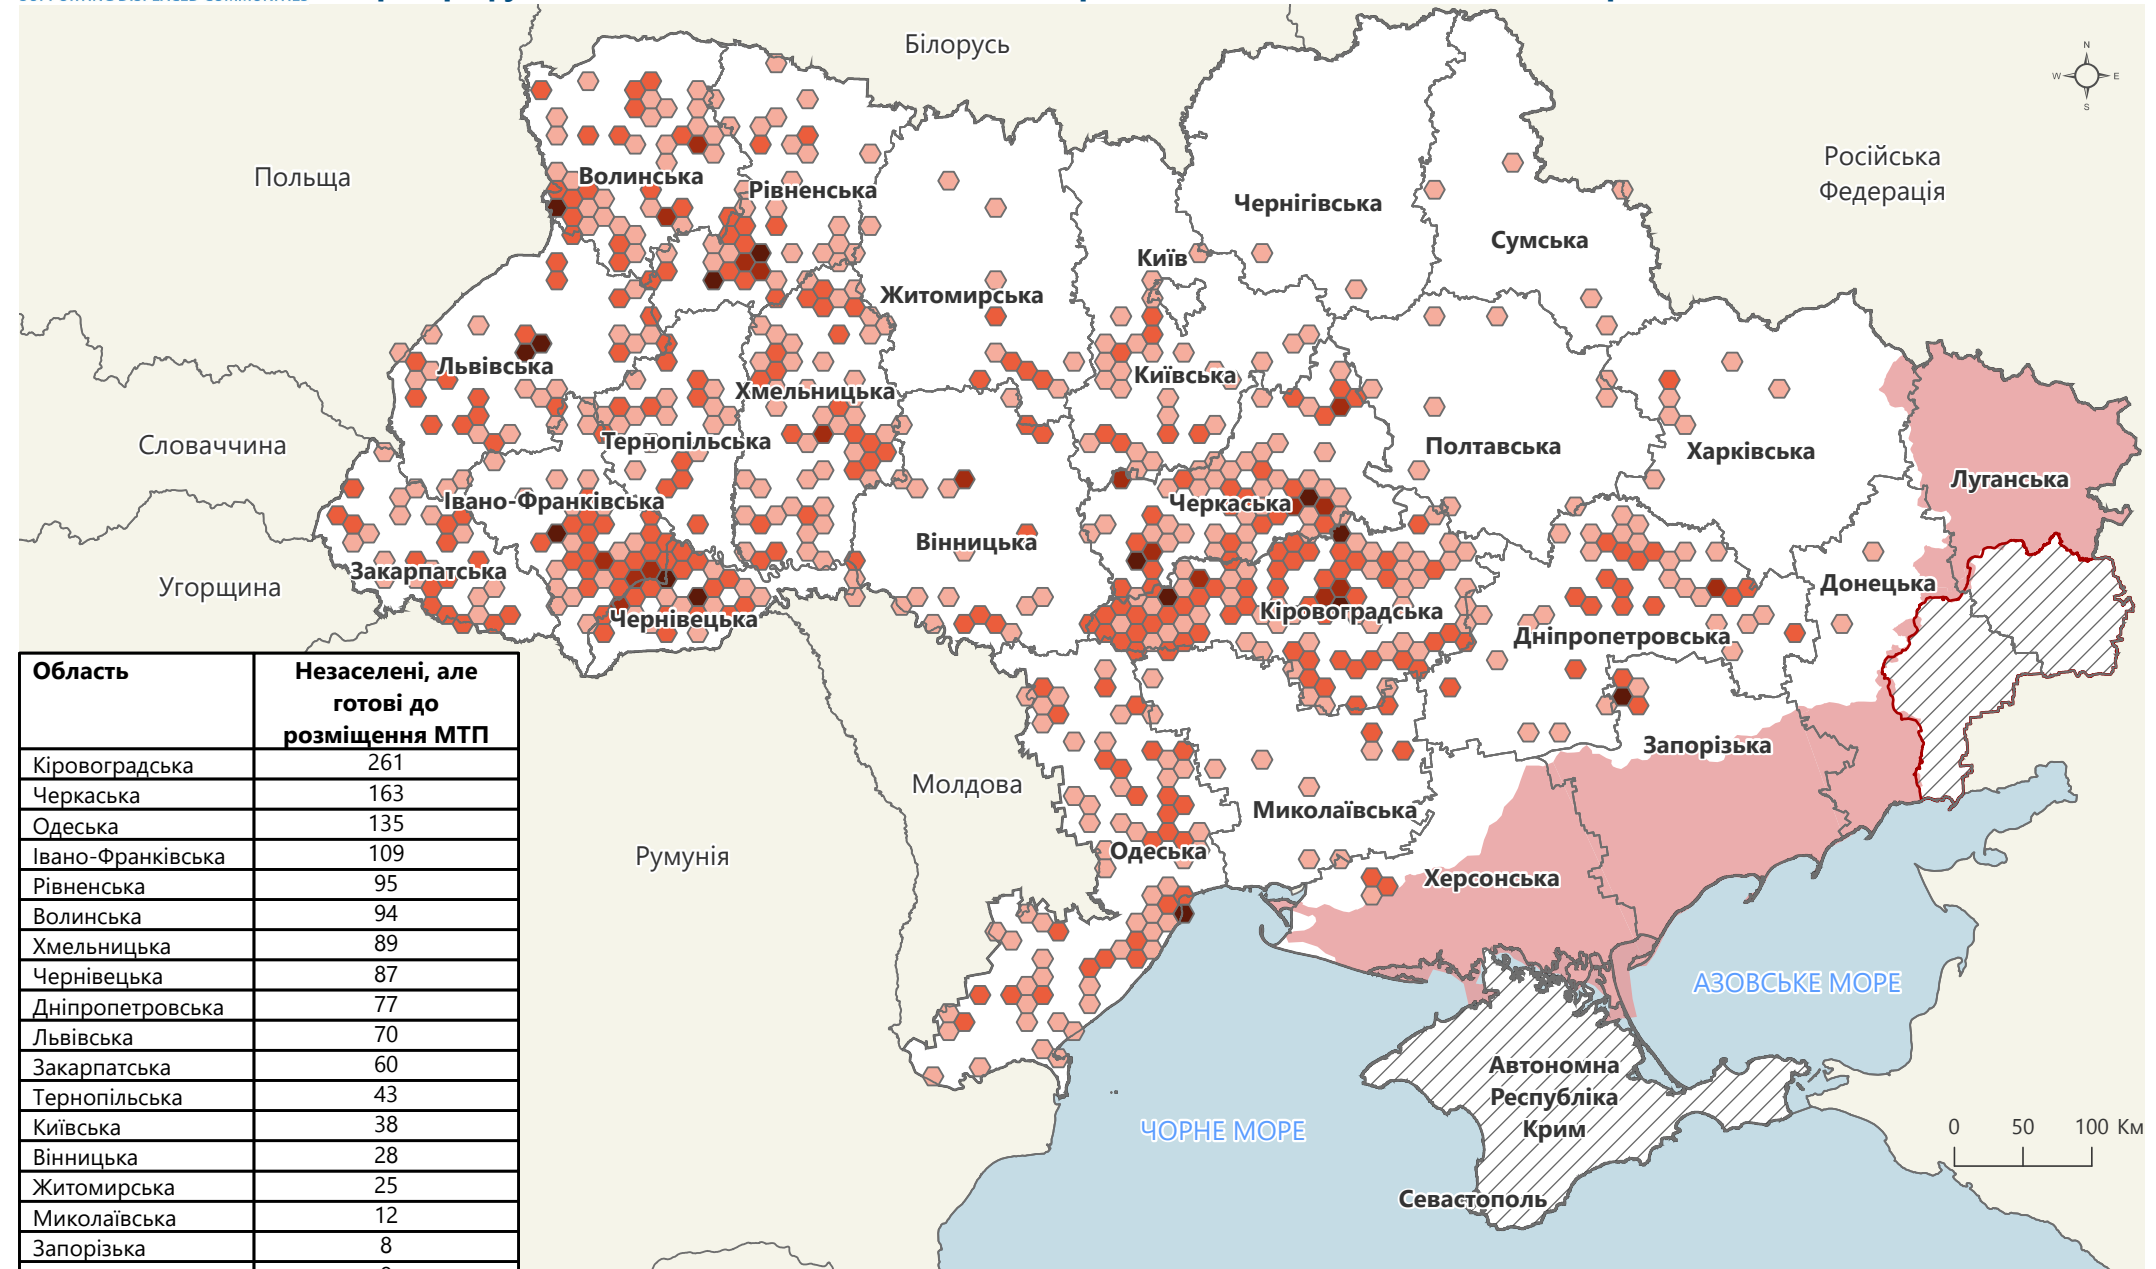 Білорусь
N
W
E
S
Польща
Російська
Федерація
Волинська
Рівненська
Чернігівська
Сумська
Київ
Житомирська
Львівська
Хмельницька
Київська
Словаччина
Тернопільська
Полтавська
Харківська
Луганська
Івано-Франківська
Черкаська
Вінницька
Угорщина
Закарпатська
Чернівецька
Кіровоградська
Дніпропетровська
Донецька
Запорізька
Молдова
Миколаївська
Румунія
Одеська
Херсонська
АЗОВСЬКЕ МОРЕ
Автономна
Республіка
Крим
ЧОРНЕ МОРЕ
Севастополь
0 50 100 Км
Область Незаселені, але
готові до
розміщення МТП
Кіровоградська 261
Черкаська 163
Одеська 135
Івано-Франківська 109
Рівненська 95
Волинська 94
Хмельницька 89
Чернівецька 87
Дніпропетровська 77
Львівська 70
Закарпатська 60
Тернопільська 43
Київська 38
Вінницька 28
Житомирська 25
Миколаївська 12
Запорізька 8